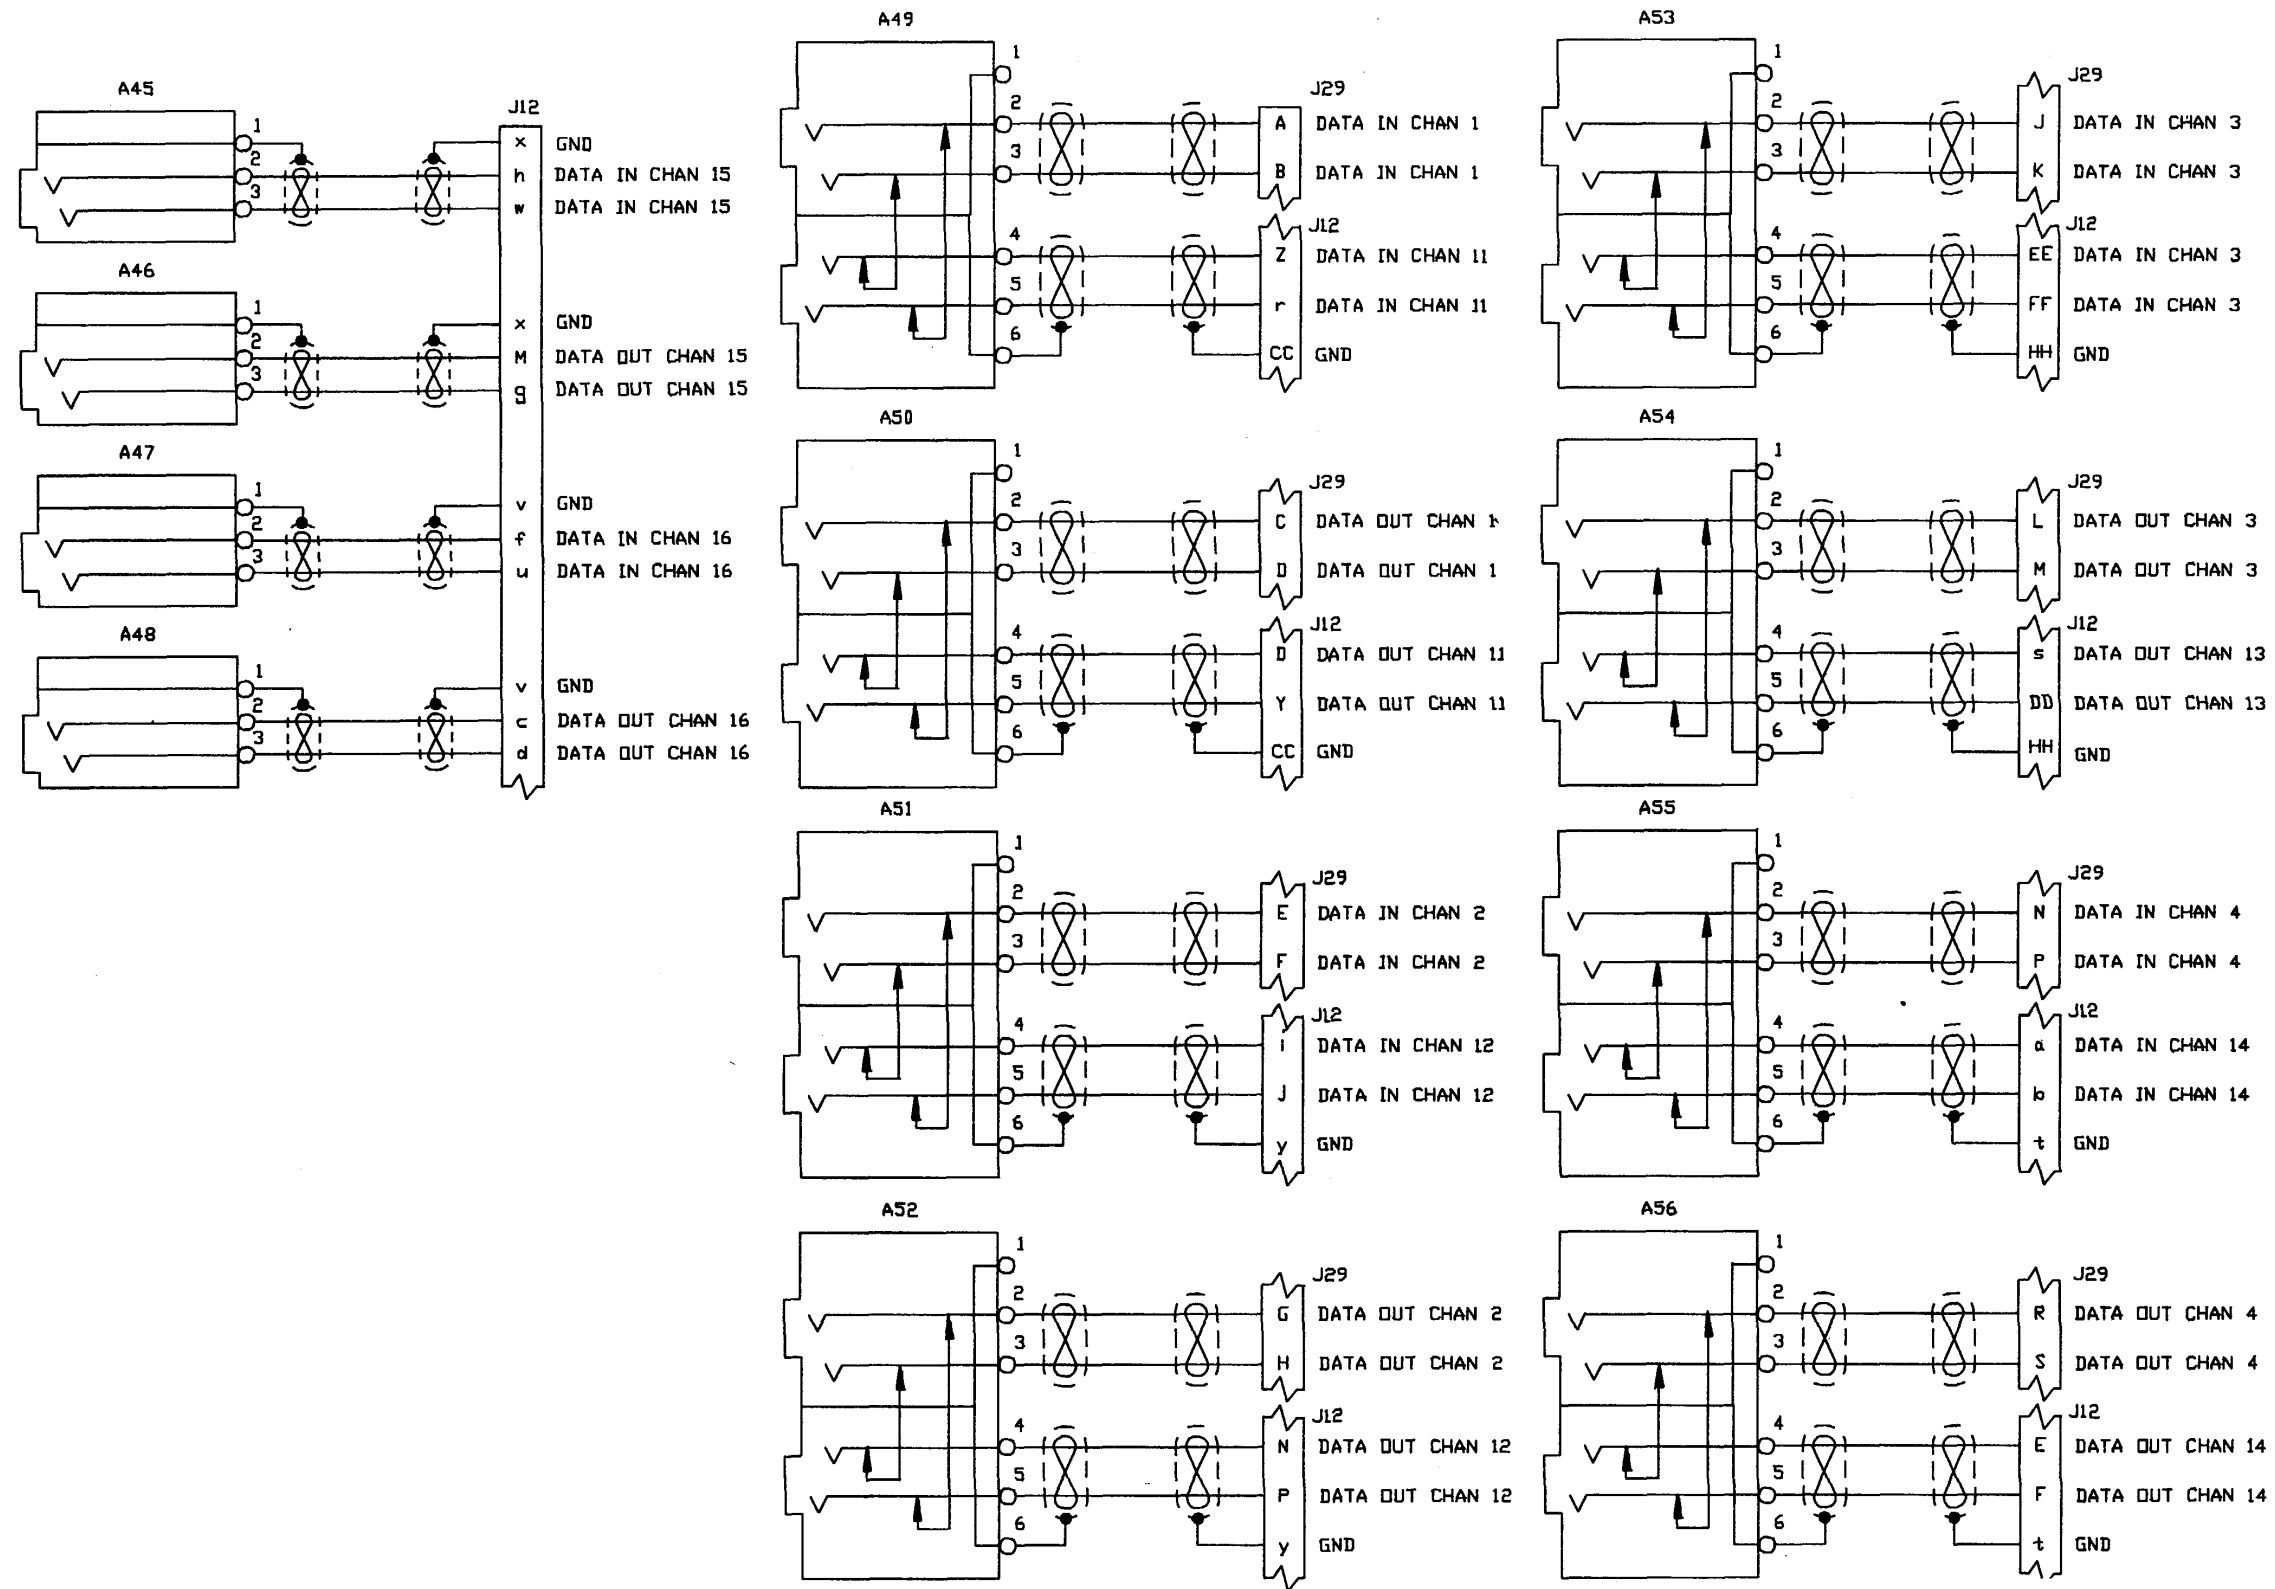 A45
J12
1 x GND
2 h DATA IN CHAN 15
3 w DATA IN CHAN 15
A46
1 x GND
2 M DATA OUT CHAN 15
3 g DATA OUT CHAN 15
A47
1 v GND
2 f DATA IN CHAN 16
3 u DATA IN CHAN 16
A48
1 v GND
2 c DATA OUT CHAN 16
3 d DATA OUT CHAN 16
A49
1
J29
2 A DATA IN CHAN 1
3 B DATA IN CHAN 1
J12
4 Z DATA IN CHAN 11
5 r DATA IN CHAN 11
6 CC GND
A50
1
J29
2 C DATA OUT CHAN 1
3 D DATA OUT CHAN 1
J12
4 D DATA OUT CHAN 11
5 Y DATA OUT CHAN 11
6 CC GND
A51
1
J29
2 E DATA IN CHAN 2
3 F DATA IN CHAN 2
J12
4 i DATA IN CHAN 12
5 J DATA IN CHAN 12
6 y GND
A52
1
J29
2 G DATA OUT CHAN 2
3 H DATA OUT CHAN 2
J12
4 N DATA OUT CHAN 12
5 P DATA OUT CHAN 12
6 y GND
A53
1
J29
2 J DATA IN CHAN 3
3 K DATA IN CHAN 3
J12
4 EE DATA IN CHAN 3
5 FF DATA IN CHAN 3
6 HH GND
A54
1
J29
2 L DATA OUT CHAN 3
3 M DATA OUT CHAN 3
J12
4 s DATA OUT CHAN 13
5 DD DATA OUT CHAN 13
6 HH GND
A55
1
J29
2 N DATA IN CHAN 4
3 P DATA IN CHAN 4
J12
4 a DATA IN CHAN 14
5 b DATA IN CHAN 14
6 t GND
A56
1
J29
2 R DATA OUT CHAN 4
3 S DATA OUT CHAN 4
J12
4 E DATA OUT CHAN 14
5 F DATA OUT CHAN 14
6 t GND